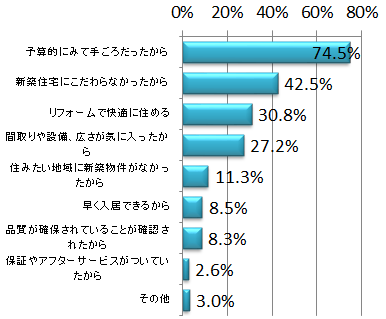 0% 20% 40% 60% 80%
予算的にみて手ごろだったから 74.5%
新築住宅にこだわらなかったから 42.5%
リフォームで快適に住める 30.8%
間取りや設備、広さが気に入ったか
ら 27.2%
住みたい地域に新築物件がなかっ
たから 11.3%
早く入居できるから 8.5%
品質が確保されていることが確認さ
れたから 8.3%
保証やアフターサービスがついてい
たから 2.6%
その他 3.0%